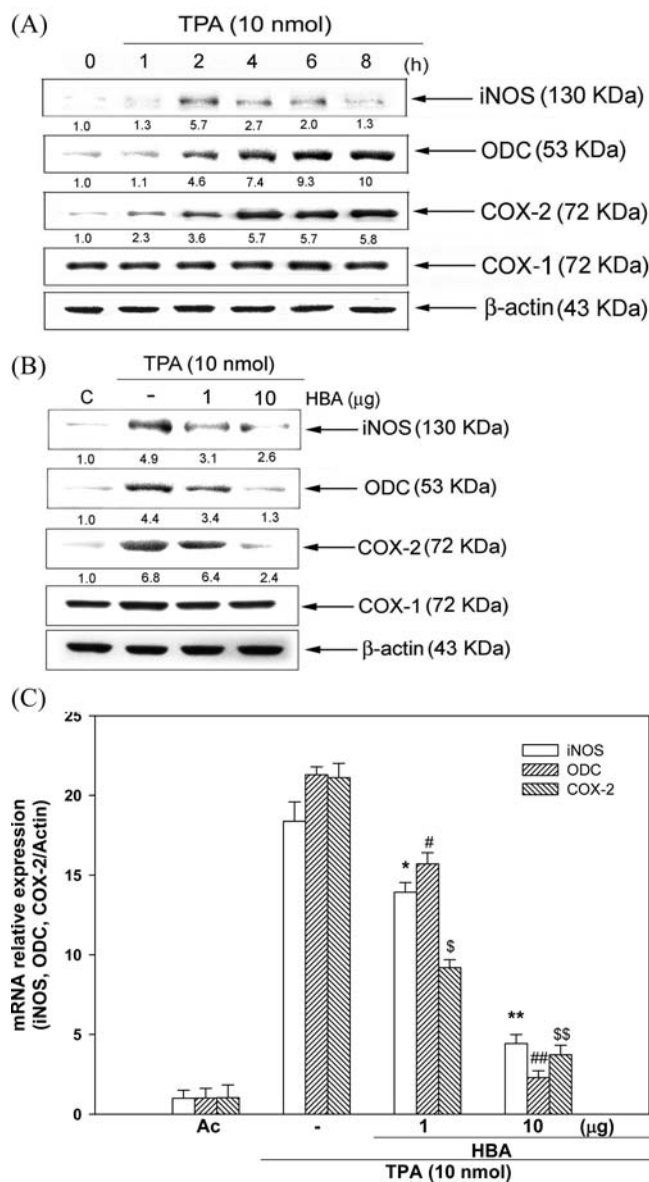 (A)
TPA (10 nmol)
0 1 2 4 6 8 (h)
iNOS (130 KDa)
1.0 1.3 5.7 2.7 2.0 1.3
ODC (53 KDa)
1.0 1.1 4.6 7.4 9.3 10
COX-2 (72 KDa)
1.0 2.3 3.6 5.7 5.7 5.8
COX-1 (72 KDa)
β-actin (43 KDa)
(B)
TPA (10 nmol)
C - 1 10 HBA (μg)
iNOS (130 KDa)
1.0 4.9 3.1 2.6
ODC (53 KDa)
1.0 4.4 3.4 1.3
COX-2 (72 KDa)
1.0 6.8 6.4 2.4
COX-1 (72 KDa)
β-actin (43 KDa)
(C)
mRNA relative expression
(iNOS, ODC, COX-2/Actin)
25
20
15
10
5
0
iNOS
ODC
COX-2
* # $
** ## $$
Ac - 1 10 (μg)
HBA
TPA (10 nmol)